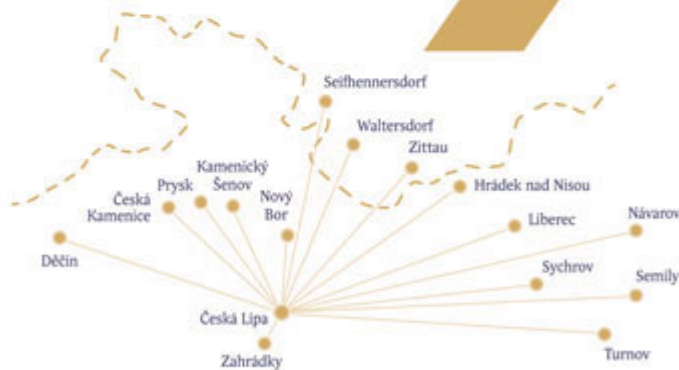 Seifhennersdorf
Waltersdorf
Zittau
Kamenický
Šenov
Prysk
Česká
Kamenice
Nový
Bor
Hrádek nad Nisou
Liberec
Návarov
Děčín
Sychrov
Semily
Česká Lípa
Zahrádky
Turnov